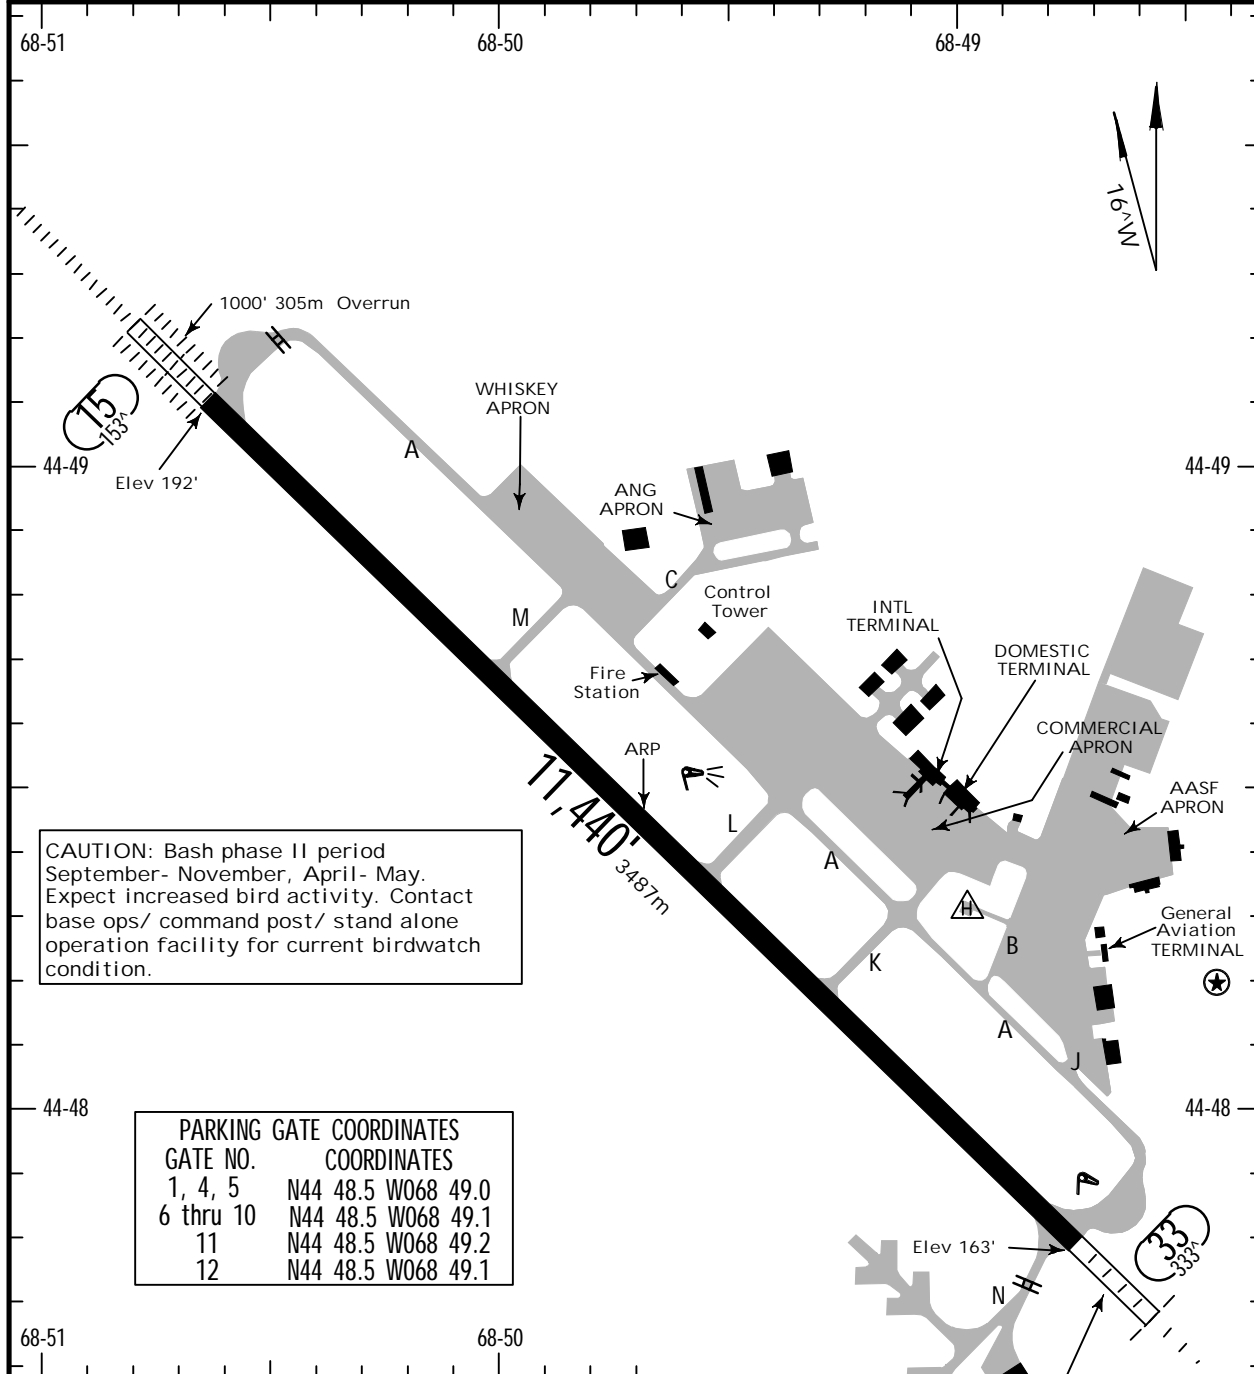 68-51
68-50
68-49
16^W
1000' 305m Overrun
15
153^
WHISKEY
APRON
A
44-49
44-49
Elev 192'
ANG
APRON
C
Control
Tower
M
INTL
TERMINAL
Fire
Station
DOMESTIC
TERMINAL
COMMERCIAL
APRON
ARP
11,440'
3487m
AASF
APRON
L
A
CAUTION: Bash phase II period
September- November, April- May.
Expect increased bird activity. Contact
base ops/ command post/ stand alone
operation facility for current birdwatch
condition.
H
B
General
Aviation
TERMINAL
K
A
J
44-48
44-48
PARKING GATE COORDINATES
GATE NO. COORDINATES
1, 4, 5 N44 48.5 W068 49.0
6 thru 10 N44 48.5 W068 49.1
11 N44 48.5 W068 49.2
12 N44 48.5 W068 49.1
Elev 163'
33
333^
N
68-51
68-50